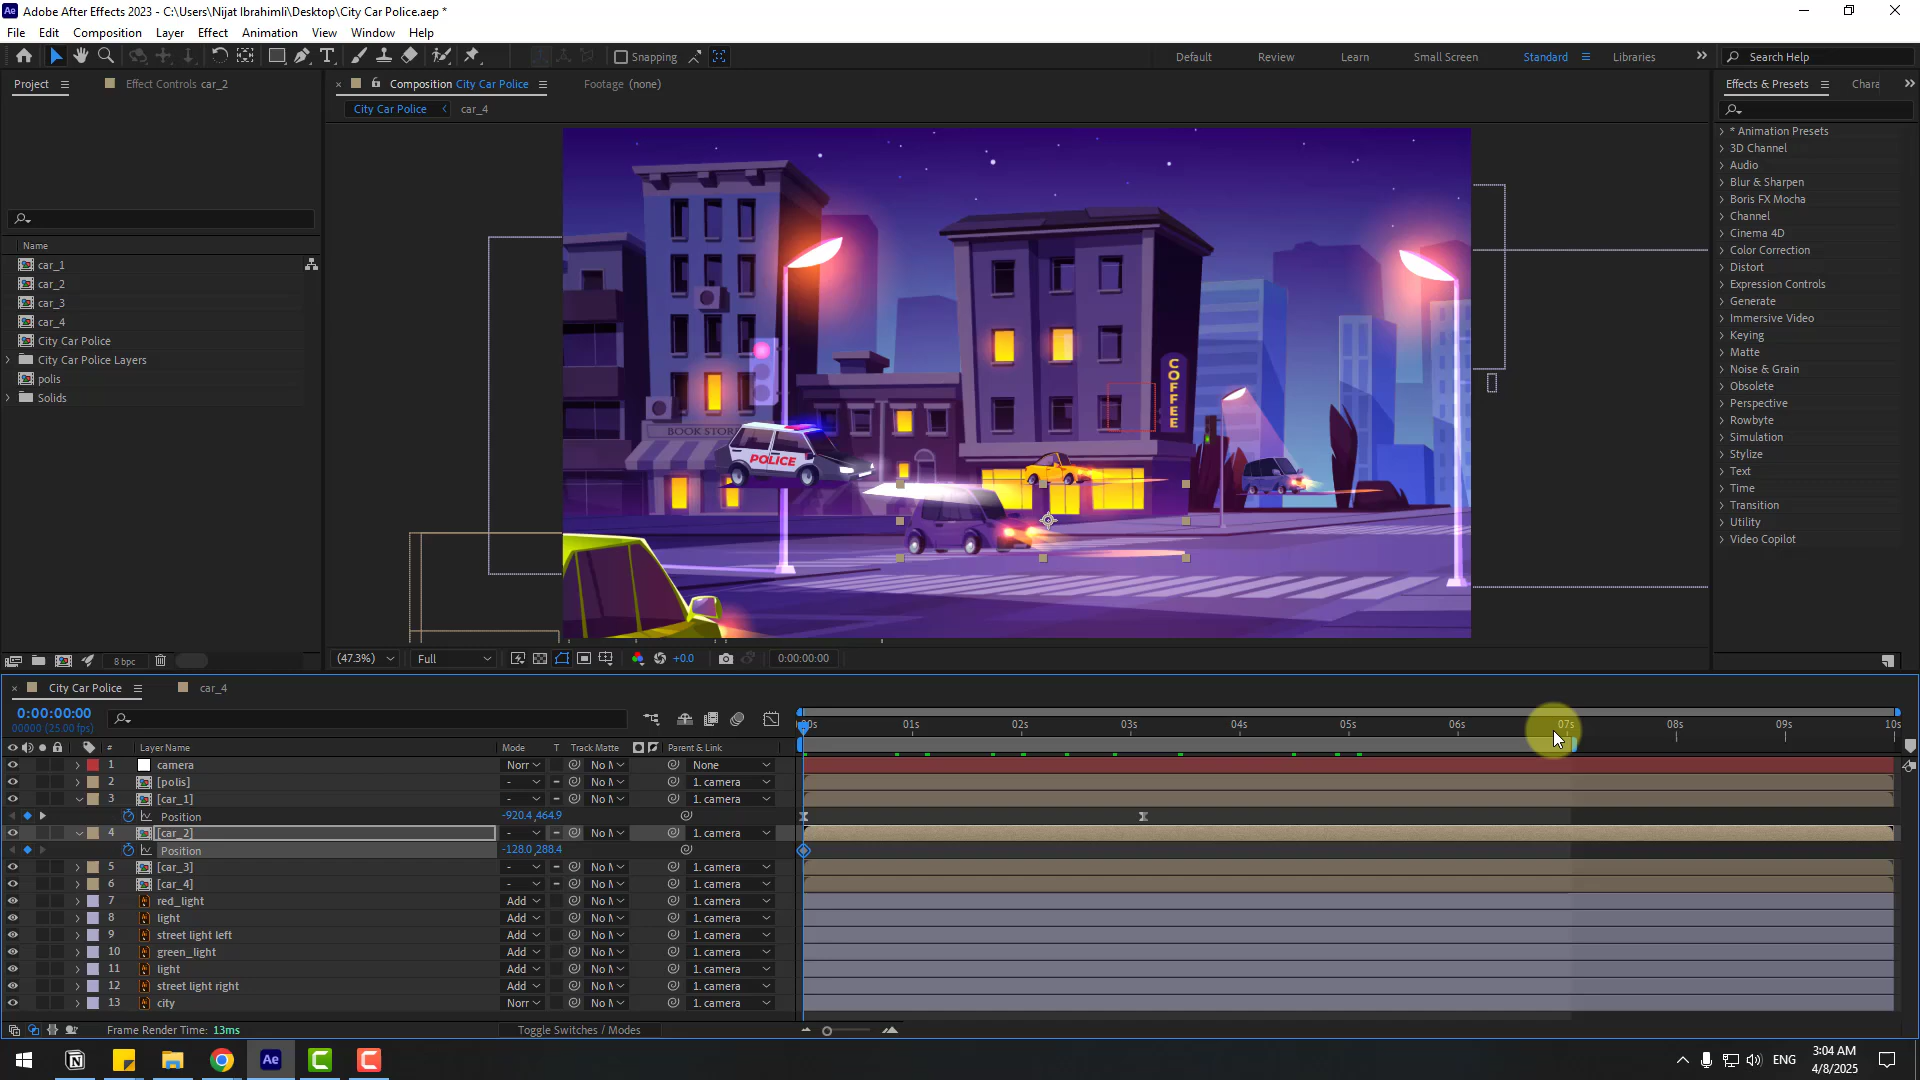 Adobe After Effects 2023 - C:\Users\Nijat Ibrahimli\Desktop\City Car Police.aep *
File Edit Composition Layer Effect Animation View Window Help
Snapping
Default Review Learn Small Screen Standard Libraries
Search Help
Project Effect Controls car_2
Composition City Car Police
Footage (none)
Effects & Presets Chara
City Car Police car_4
Name
car_1
car_2
car_3
car_4
City Car Police
City Car Police Layers
polis
Solids
8 bpc
COFFEE
BOOK STOR
POLICE
(47.3%) Full +0.0 0:00:00:00
* Animation Presets
3D Channel
Audio
Blur & Sharpen
Boris FX Mocha
Channel
Cinema 4D
Color Correction
Distort
Expression Controls
Generate
Immersive Video
Keying
Matte
Noise & Grain
Obsolete
Perspective
Rowbyte
Simulation
Stylize
Text
Time
Transition
Utility
Video Copilot
City Car Police car_4
0:00:00:00
00000 (25.00 fps)
00s 01s 02s 03s 04s 05s 06s 07s 08s 09s 10s
# Layer Name Mode T Track Matte Parent & Link
1 camera Norr No M None
2 [polis] - No M 1. camera
3 [car_1] - No M 1. camera
Position -920.4,464.9
4 [car_2] - No M 1. camera
Position -128.0,288.4
5 [car_3] - No M 1. camera
6 [car_4] - No M 1. camera
7 red_light Add No M 1. camera
8 light Add No M 1. camera
9 street light left Add No M 1. camera
10 green_light Add No M 1. camera
11 light Add No M 1. camera
12 street light right Add No M 1. camera
13 city Norr No M 1. camera
Frame Render Time: 13ms
Toggle Switches / Modes
ENG
3:04 AM
4/8/2025